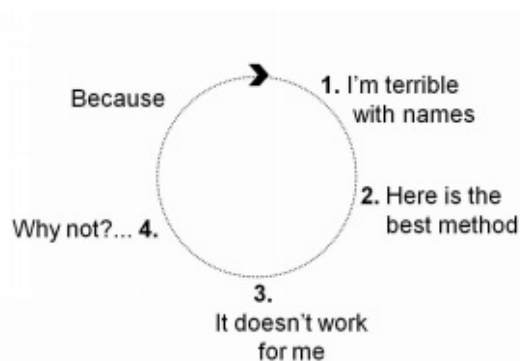 1. I'm terrible
with names
2. Here is the
best method
3.
It doesn't work
for me
Why not?... 4.
Because